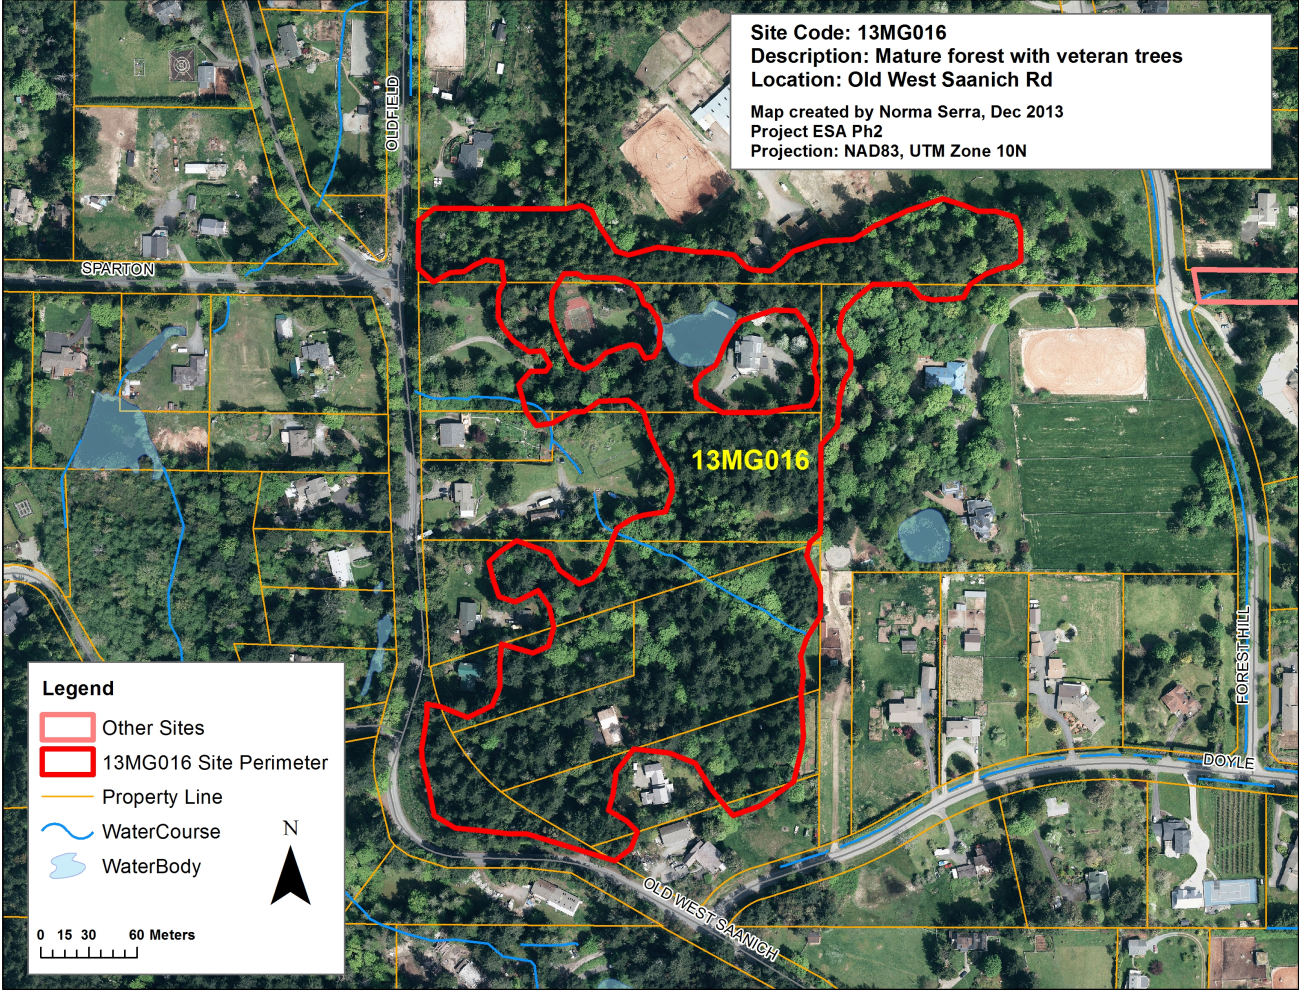 Site Code: 13MG016
Description: Mature forest with veteran trees
Location: Old West Saanich Rd
Map created by Norma Serra, Dec 2013
Project ESA Ph2
Projection: NAD83, UTM Zone 10N
OLDFIELD
SPARTON
13MG016
FOREST HILL
DOYLE
OLD WEST SAANICH
Legend
Other Sites
13MG016 Site Perimeter
Property Line
WaterCourse
WaterBody
N
0 15 30 60 Meters